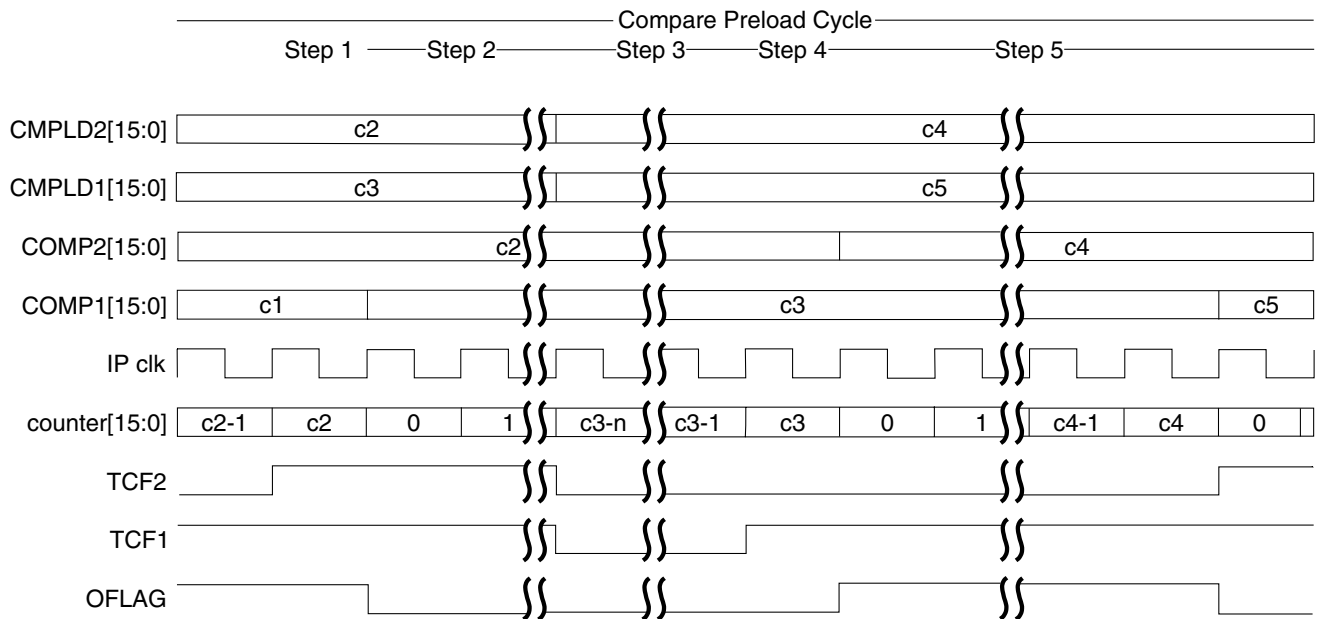 Compare Preload Cycle
Step 1 Step 2 Step 3 Step 4 Step 5
CMPLD2[15:0] c2 c4
CMPLD1[15:0] c3 c5
COMP2[15:0] c2 c4
COMP1[15:0] c1 c3 c5
IP clk
counter[15:0] c2-1 c2 0 1 c3-n c3-1 c3 0 1 c4-1 c4 0
TCF2
TCF1
OFLAG